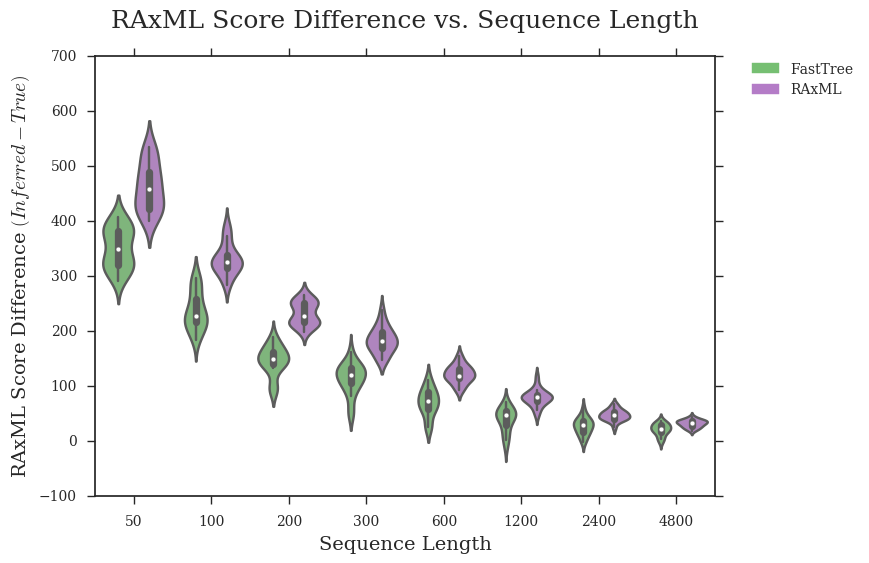 RAxML Score Difference vs. Sequence Length
RAxML Score Difference (Inferred − True)
700
600
500
400
300
200
100
0
−100
50 100 200 300 600 1200 2400 4800
Sequence Length
FastTree
RAxML